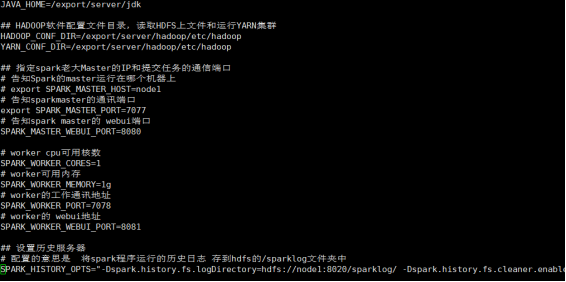 JAVA_HOME=/export/server/jdk
## HADOOP软件配置文件目录，读取HDFS上文件和运行YARN集群
HADOOP_CONF_DIR=/export/server/hadoop/etc/hadoop
YARN_CONF_DIR=/export/server/hadoop/etc/hadoop
## 指定spark老大Master的IP和提交任务的通信端口
# 告知Spark的master运行在哪个机器上
# export SPARK_MASTER_HOST=node1
# 告知sparkmaster的通讯端口
export SPARK_MASTER_PORT=7077
# 告知spark master的 webui端口
SPARK_MASTER_WEBUI_PORT=8080
# worker cpu可用核数
SPARK_WORKER_CORES=1
# worker可用内存
SPARK_WORKER_MEMORY=1g
# worker的工作通讯地址
SPARK_WORKER_PORT=7078
# worker的 webui地址
SPARK_WORKER_WEBUI_PORT=8081
## 设置历史服务器
# 配置的意思是  将spark程序运行的历史日志 存到hdfs的/sparklog文件夹中
SPARK_HISTORY_OPTS="-Dspark.history.fs.logDirectory=hdfs://node1:8020/sparklog/ -Dspark.history.fs.cleaner.enable